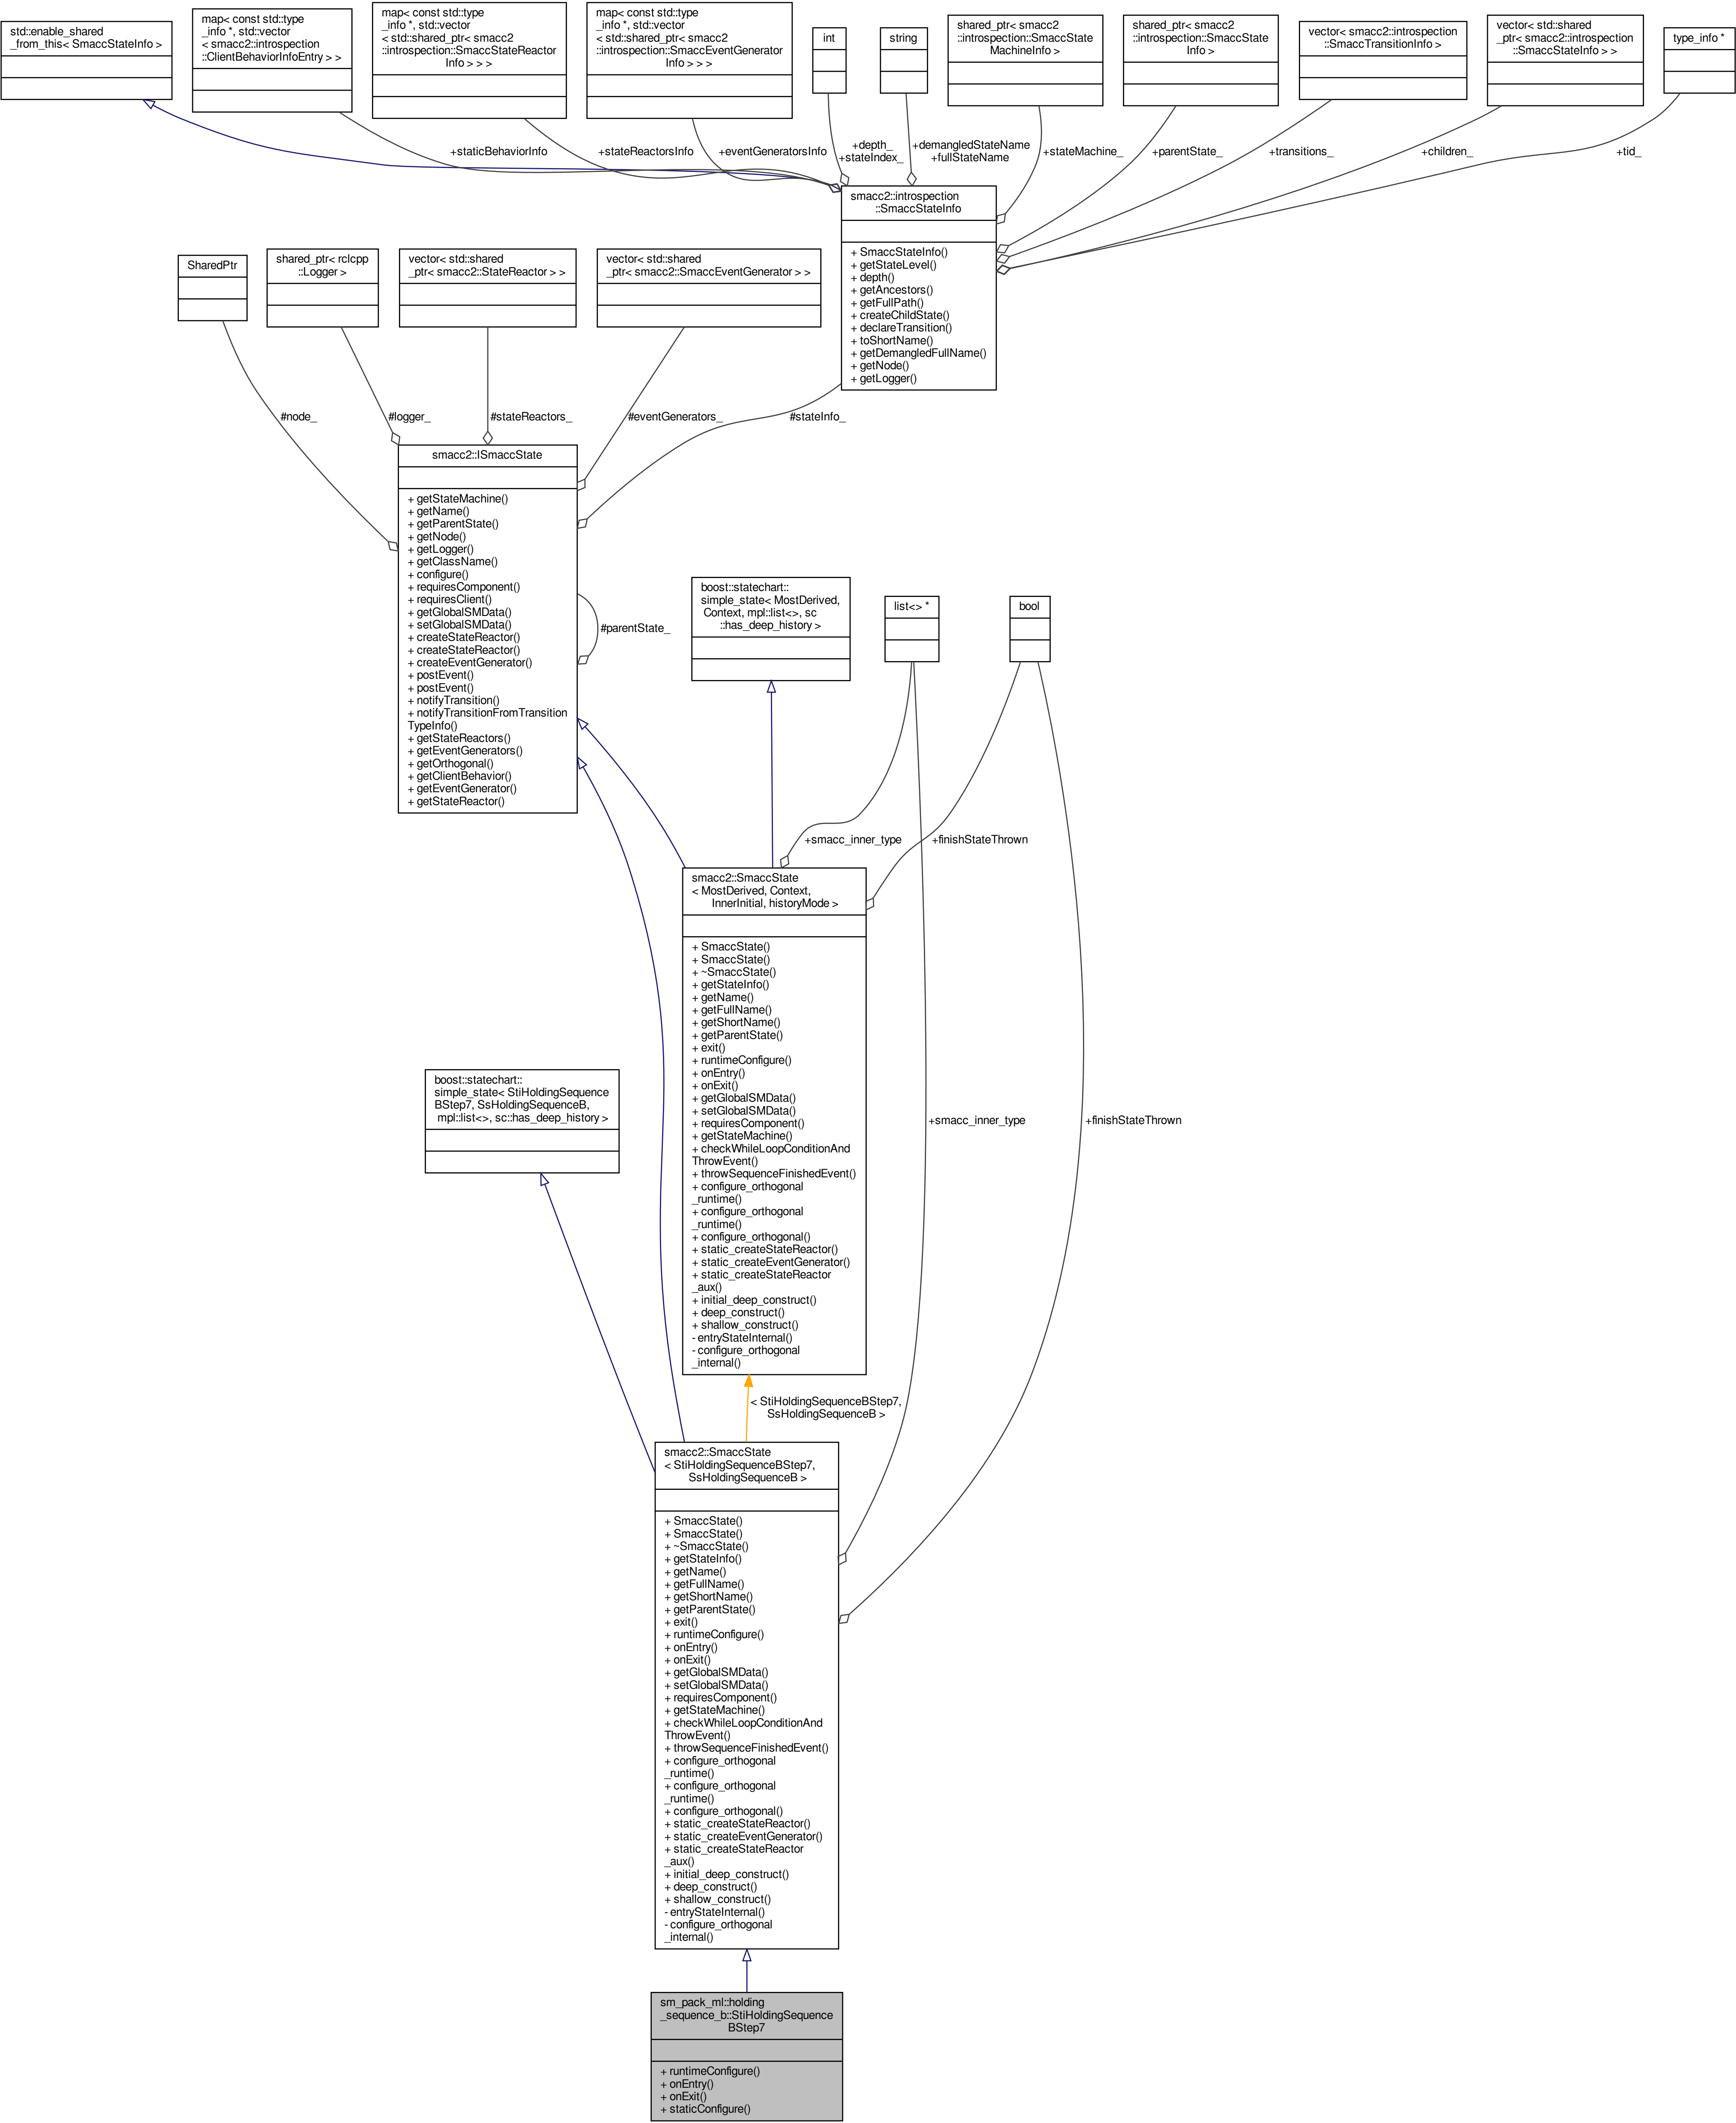 std::enable_shared
_from_this< SmaccStateInfo >
map< const std::type
_info *, std::vector
< smacc2::introspection
::ClientBehaviorInfoEntry > >
map< const std::type
_info *, std::vector
< std::shared_ptr< smacc2
::introspection::SmaccStateReactor
Info > > >
map< const std::type
_info *, std::vector
< std::shared_ptr< smacc2
::introspection::SmaccEventGenerator
Info > > >
int
string
shared_ptr< smacc2
::introspection::SmaccState
MachineInfo >
shared_ptr< smacc2
::introspection::SmaccState
Info >
vector< smacc2::introspection
::SmaccTransitionInfo >
vector< std::shared
_ptr< smacc2::introspection
::SmaccStateInfo > >
type_info *
+staticBehaviorInfo
+stateReactorsInfo
+eventGeneratorsInfo
+depth_
+stateIndex_
+demangledStateName
+fullStateName
+stateMachine_
+parentState_
+transitions_
+children_
+tid_
smacc2::introspection
::SmaccStateInfo
+ SmaccStateInfo()
+ getStateLevel()
+ depth()
+ getAncestors()
+ getFullPath()
+ createChildState()
+ declareTransition()
+ toShortName()
+ getDemangledFullName()
+ getNode()
+ getLogger()
SharedPtr
shared_ptr< rclcpp
::Logger >
vector< std::shared
_ptr< smacc2::StateReactor > >
vector< std::shared
_ptr< smacc2::SmaccEventGenerator > >
#node_
#logger_
#stateReactors_
#eventGenerators_
#stateInfo_
smacc2::ISmaccState
+ getStateMachine()
+ getName()
+ getParentState()
+ getNode()
+ getLogger()
+ getClassName()
+ configure()
+ requiresComponent()
+ requiresClient()
+ getGlobalSMData()
+ setGlobalSMData()
+ createStateReactor()
+ createStateReactor()
+ createEventGenerator()
+ postEvent()
+ postEvent()
+ notifyTransition()
+ notifyTransitionFromTransition
TypeInfo()
+ getStateReactors()
+ getEventGenerators()
+ getOrthogonal()
+ getClientBehavior()
+ getEventGenerator()
+ getStateReactor()
#parentState_
boost::statechart::
simple_state< MostDerived,
Context, mpl::list<>, sc
::has_deep_history >
list<> *
bool
+smacc_inner_type
+finishStateThrown
smacc2::SmaccState
< MostDerived, Context,
InnerInitial, historyMode >
+ SmaccState()
+ SmaccState()
+ ~SmaccState()
+ getStateInfo()
+ getName()
+ getFullName()
+ getShortName()
+ getParentState()
+ exit()
+ runtimeConfigure()
+ onEntry()
+ onExit()
+ getGlobalSMData()
+ setGlobalSMData()
+ requiresComponent()
+ getStateMachine()
+ checkWhileLoopConditionAnd
ThrowEvent()
+ throwSequenceFinishedEvent()
+ configure_orthogonal
_runtime()
+ configure_orthogonal
_runtime()
+ configure_orthogonal()
+ static_createStateReactor()
+ static_createEventGenerator()
+ static_createStateReactor
_aux()
+ initial_deep_construct()
+ deep_construct()
+ shallow_construct()
- entryStateInternal()
- configure_orthogonal
_internal()
boost::statechart::
simple_state< StiHoldingSequence
BStep7, SsHoldingSequenceB,
mpl::list<>, sc::has_deep_history >
+smacc_inner_type
+finishStateThrown
< StiHoldingSequenceBStep7,
SsHoldingSequenceB >
smacc2::SmaccState
< StiHoldingSequenceBStep7,
SsHoldingSequenceB >
+ SmaccState()
+ SmaccState()
+ ~SmaccState()
+ getStateInfo()
+ getName()
+ getFullName()
+ getShortName()
+ getParentState()
+ exit()
+ runtimeConfigure()
+ onEntry()
+ onExit()
+ getGlobalSMData()
+ setGlobalSMData()
+ requiresComponent()
+ getStateMachine()
+ checkWhileLoopConditionAnd
ThrowEvent()
+ throwSequenceFinishedEvent()
+ configure_orthogonal
_runtime()
+ configure_orthogonal
_runtime()
+ configure_orthogonal()
+ static_createStateReactor()
+ static_createEventGenerator()
+ static_createStateReactor
_aux()
+ initial_deep_construct()
+ deep_construct()
+ shallow_construct()
- entryStateInternal()
- configure_orthogonal
_internal()
sm_pack_ml::holding
_sequence_b::StiHoldingSequence
BStep7
+ runtimeConfigure()
+ onEntry()
+ onExit()
+ staticConfigure()